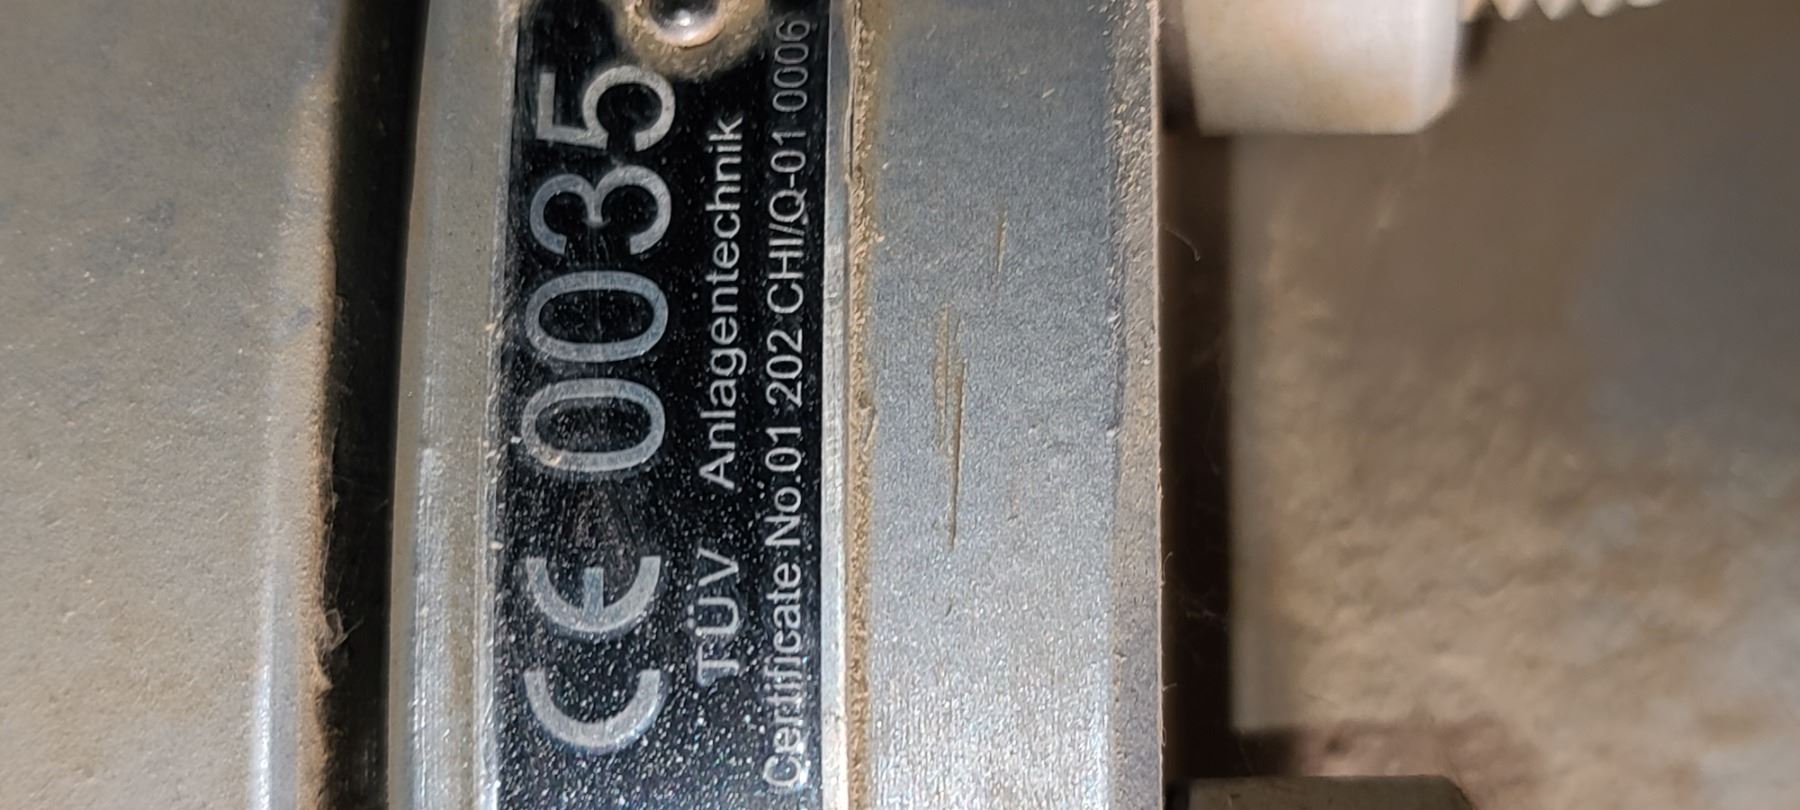 CE 0035
TÜV Anlagentechnik
Certificate No.01 202 CHI/Q-01 0006